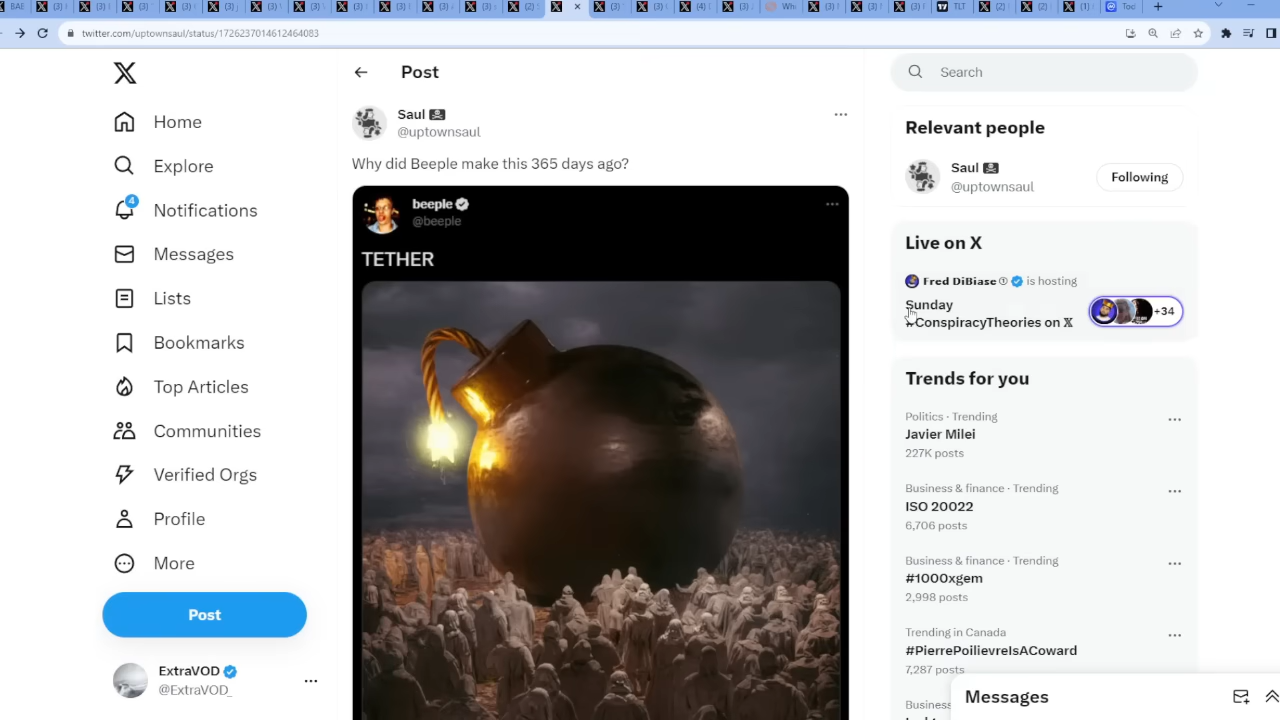 BAE
twitter.com/uptownsaul/status/1726237014612464083
Home
Explore
4
Notifications
Messages
Lists
Bookmarks
Top Articles
Communities
Verified Orgs
Profile
More
Post
ExtraVOD
@ExtraVOD_
Post
Saul
@uptownsaul
Why did Beeple make this 365 days ago?
beeple
@beeple
TETHER
Search
Relevant people
Saul
@uptownsaul
Following
Live on X
Fred DiBiase is hosting
Sunday
#ConspiracyTheories on X
+34
Trends for you
Politics · Trending
Javier Milei
227K posts
Business & finance · Trending
ISO 20022
6,706 posts
Business & finance · Trending
#1000xgem
2,998 posts
Trending in Canada
#PierrePoilievreIsACoward
7,287 posts
Messages